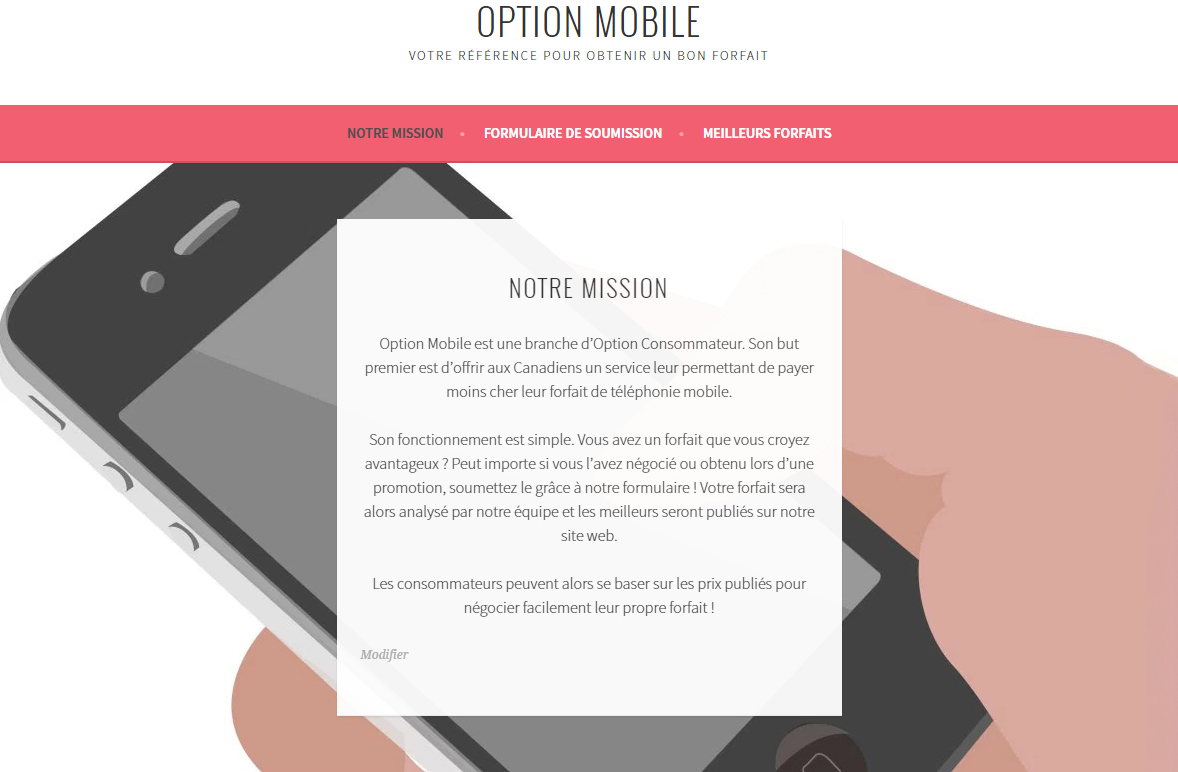 OPTION MOBILE
VOTRE RÉFÉRENCE POUR OBTENIR UN BON FORFAIT
NOTRE MISSION • FORMULAIRE DE SOUMISSION • MEILLEURS FORFAITS
NOTRE MISSION
Option Mobile est une branche d’Option Consommateur. Son but
premier est d’offrir aux Canadiens un service leur permettant de payer
moins cher leur forfait de téléphonie mobile.
Son fonctionnement est simple. Vous avez un forfait que vous croyez
avantageux ? Peut importe si vous l’avez négocié ou obtenu lors d’une
promotion, soumettez le grâce à notre formulaire ! Votre forfait sera
alors analysé par notre équipe et les meilleurs seront publiés sur notre
site web.
Les consommateurs peuvent alors se baser sur les prix publiés pour
négocier facilement leur propre forfait !
Modifier